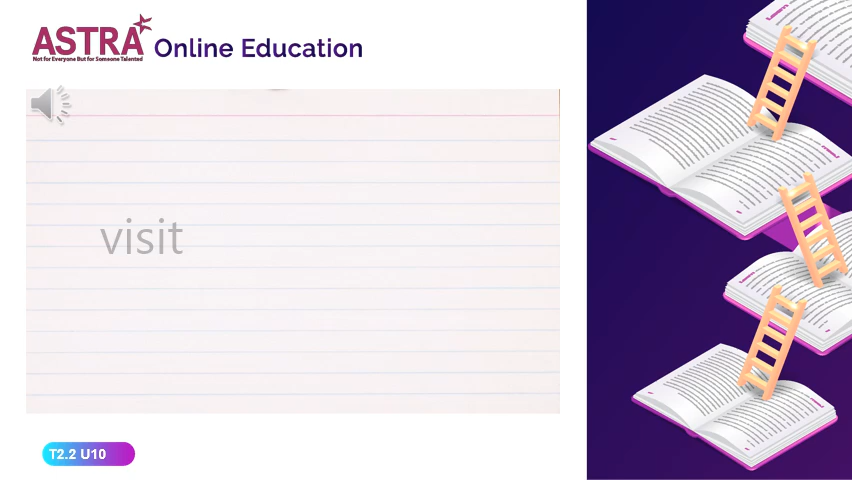 ASTRA
Not for Everyone But for Someone Talented
Online Education
visit
T2.2 U10